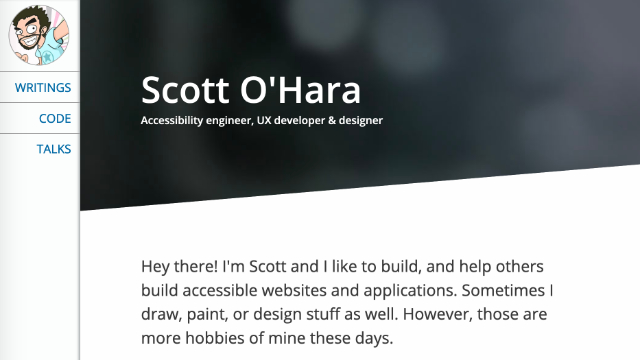 WRITINGS
CODE
TALKS
Scott O'Hara
Accessibility engineer, UX developer & designer
Hey there! I'm Scott and I like to build, and help others
build accessible websites and applications. Sometimes I
draw, paint, or design stuff as well. However, those are
more hobbies of mine these days.